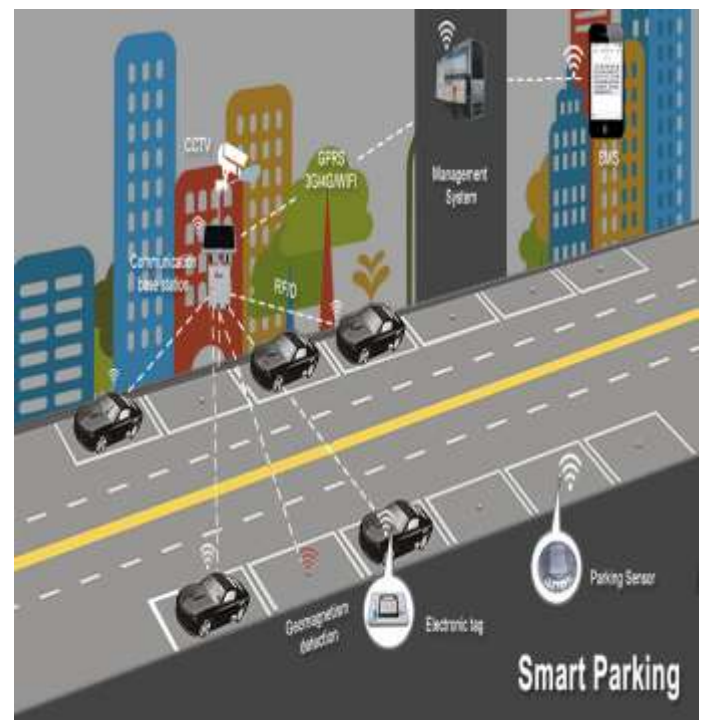 CCTV
GPRS
3G/4G/WIFI
Management
System
SMS
Communication
base station
RFID
Parking Sensor
Geomagnetism
detection
Electronic tag
Smart Parking